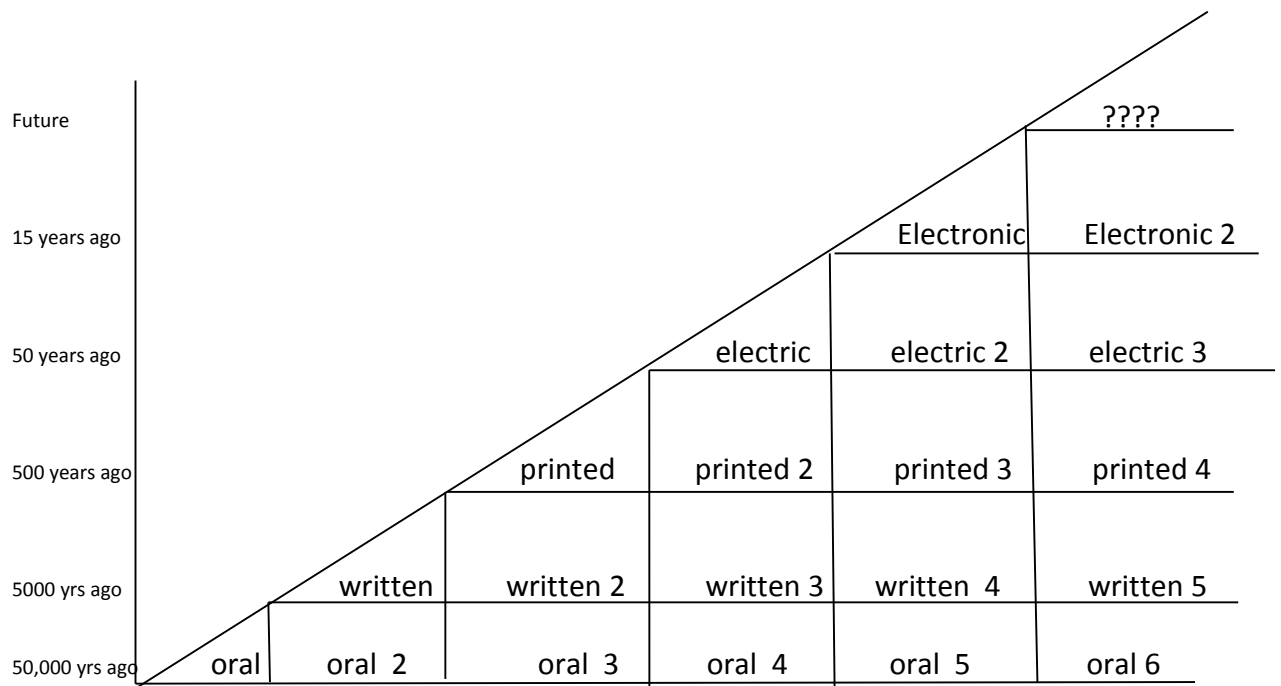 Future ????
15 years ago Electronic Electronic 2
50 years ago electric electric 2 electric 3
500 years ago printed printed 2 printed 3 printed 4
5000 yrs ago written written 2 written 3 written 4 written 5
50,000 yrs ago oral oral 2 oral 3 oral 4 oral 5 oral 6